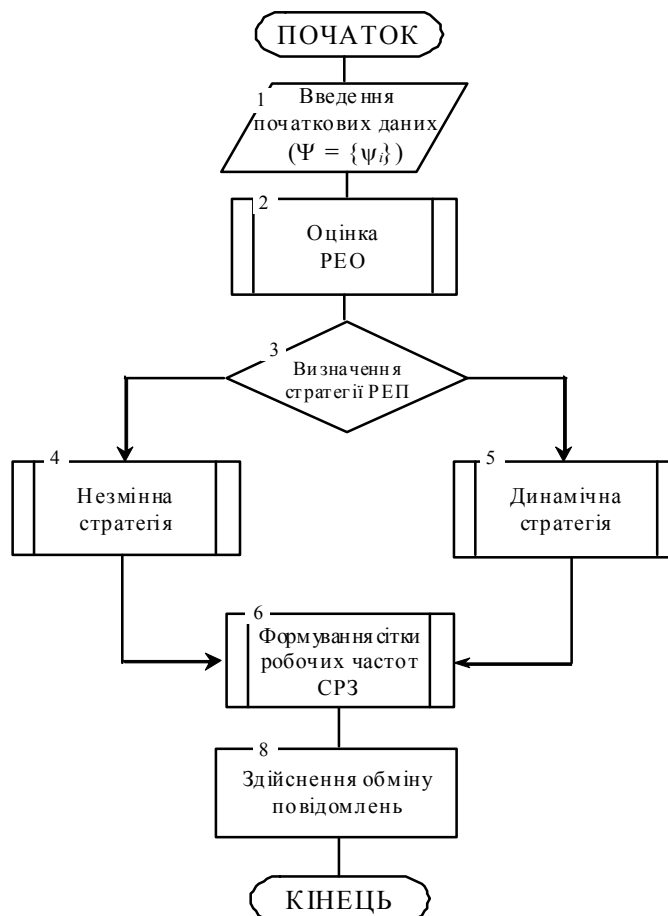 ПОЧАТОК
1
Введення
початкових даних
(Ψ = {ψi})
2
Оцінка
РЕО
3
Визначення
стратегії РЕП
4
Незмінна
стратегія
5
Динамічна
стратегія
6
Формування сітки
робочих частот
СРЗ
8
Здійснення обміну
повідомлень
КІНЕЦЬ